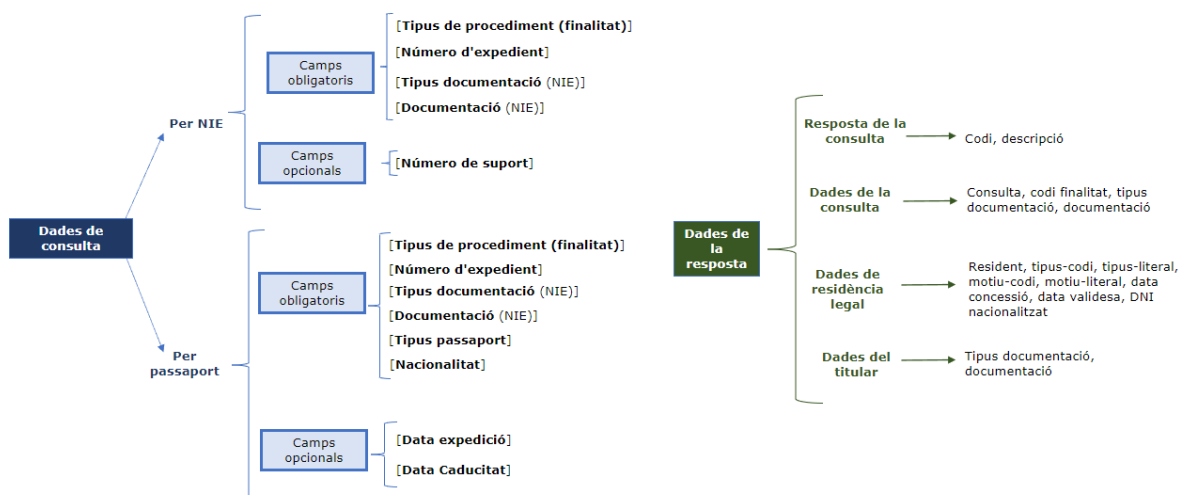 Dades de
consulta
Per NIE
Camps
obligatoris
[Tipus de procediment (finalitat)]
[Número d'expedient]
[Tipus documentació (NIE)]
[Documentació (NIE)]
Camps
opcionals
[Número de suport]
Per
passaport
Camps
obligatoris
[Tipus de procediment (finalitat)]
[Número d'expedient]
[Tipus documentació (NIE)]
[Documentació (NIE)]
[Tipus passaport]
[Nacionalitat]
Camps
opcionals
[Data expedició]
[Data Caducitat]
Dades de
la
resposta
Resposta de la
consulta
Codi, descripció
Dades de la
consulta
Consulta, codi finalitat, tipus
documentació, documentació
Dades de
residència
legal
Resident, tipus-codi, tipus-literal,
motiu-codi, motiu-literal, data
concessió, data validesa, DNI
nacionalitzat
Dades del
titular
Tipus documentació,
documentació